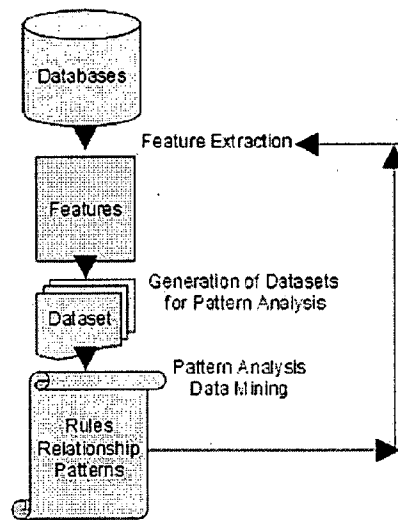 Databases
Feature Extraction
Features
Generation of Datasets
for Pattern Analysis
Dataset
Pattern Analysis
Data Mining
Rules
Relationship
Patterns